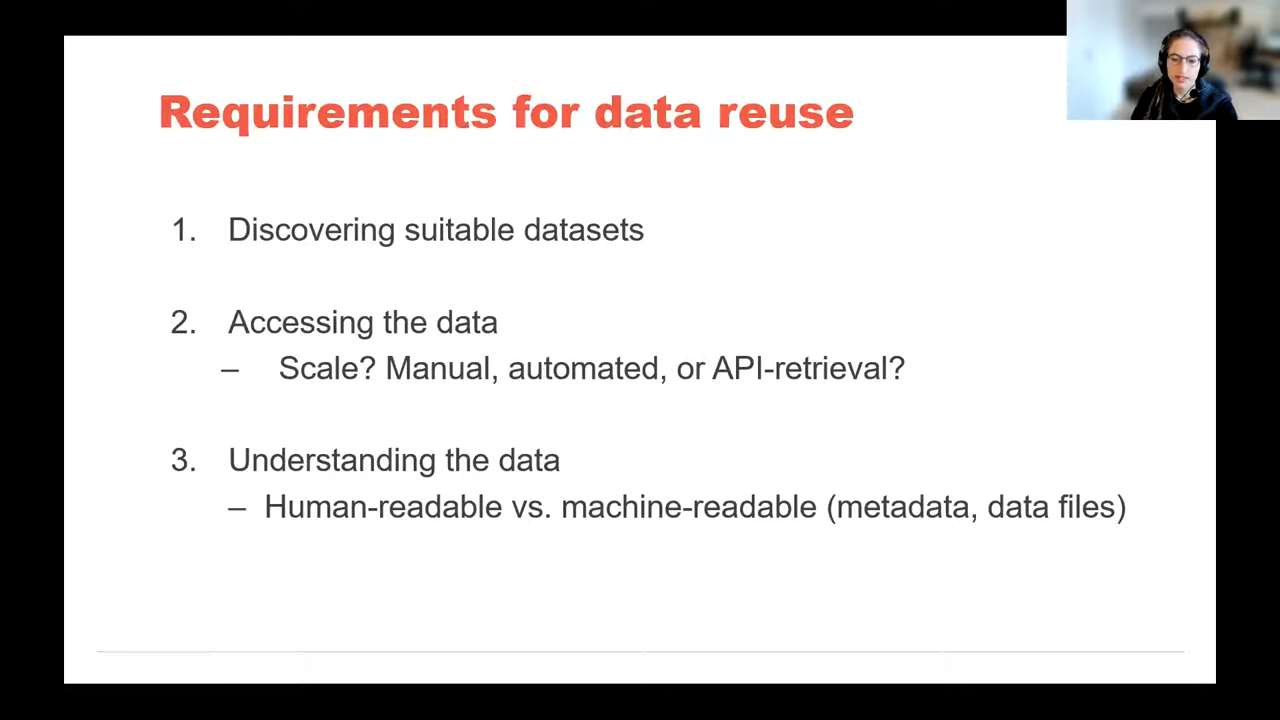 Requirements for data reuse
1. Discovering suitable datasets
2. Accessing the data
– Scale? Manual, automated, or API-retrieval?
3. Understanding the data
– Human-readable vs. machine-readable (metadata, data files)